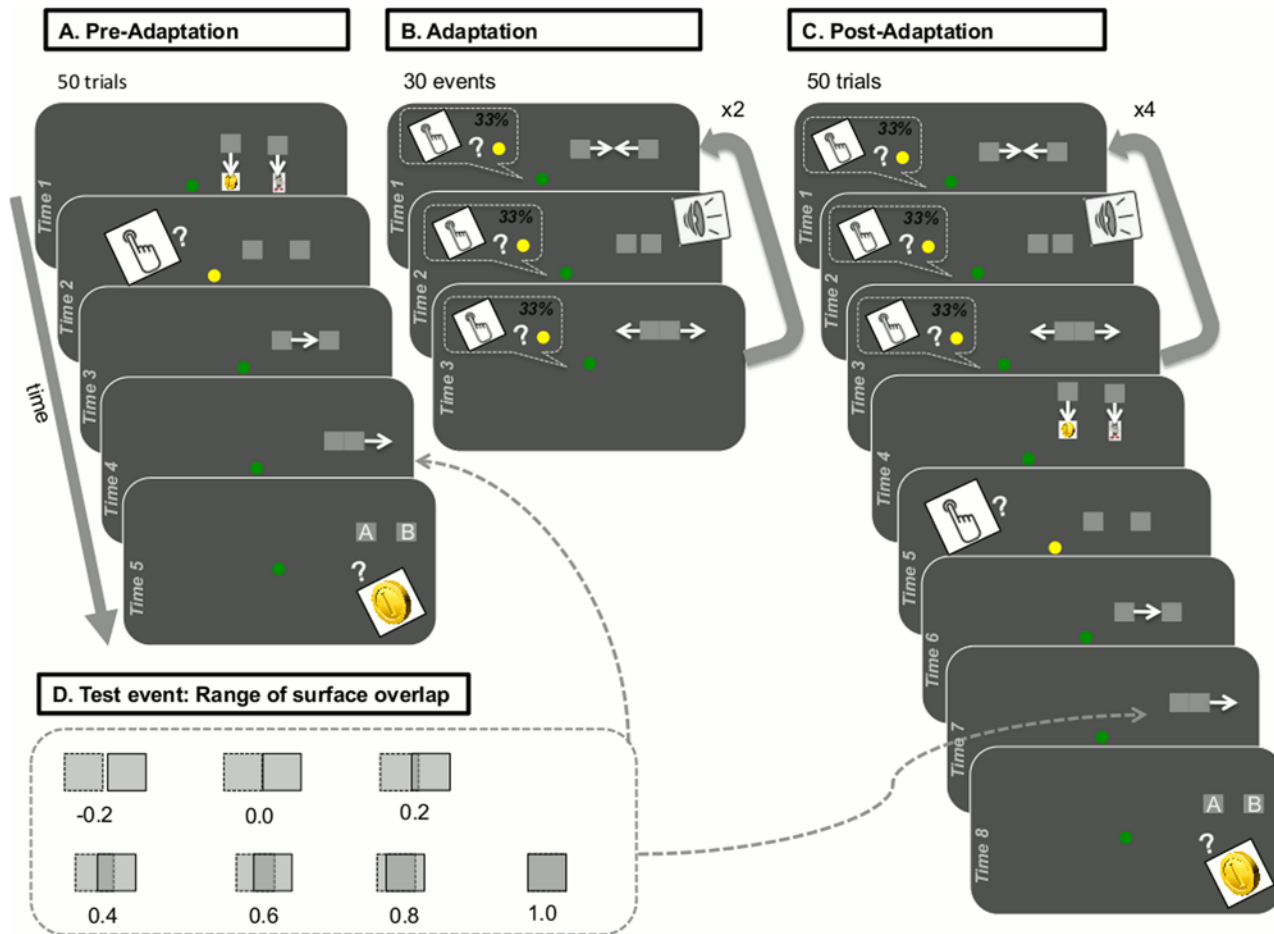 A. Pre-Adaptation
50 trials
Time 1
?
Time 2
Time 3
Time 4
A B
?
Time 5
time
B. Adaptation
30 events
x2
33%
?
Time 1
33%
?
Time 2
33%
?
Time 3
C. Post-Adaptation
50 trials
x4
33%
?
Time 1
33%
?
Time 2
33%
?
Time 3
Time 4
?
Time 5
Time 6
Time 7
A B
?
Time 8
D. Test event: Range of surface overlap
-0.2 0.0 0.2
0.4 0.6 0.8 1.0